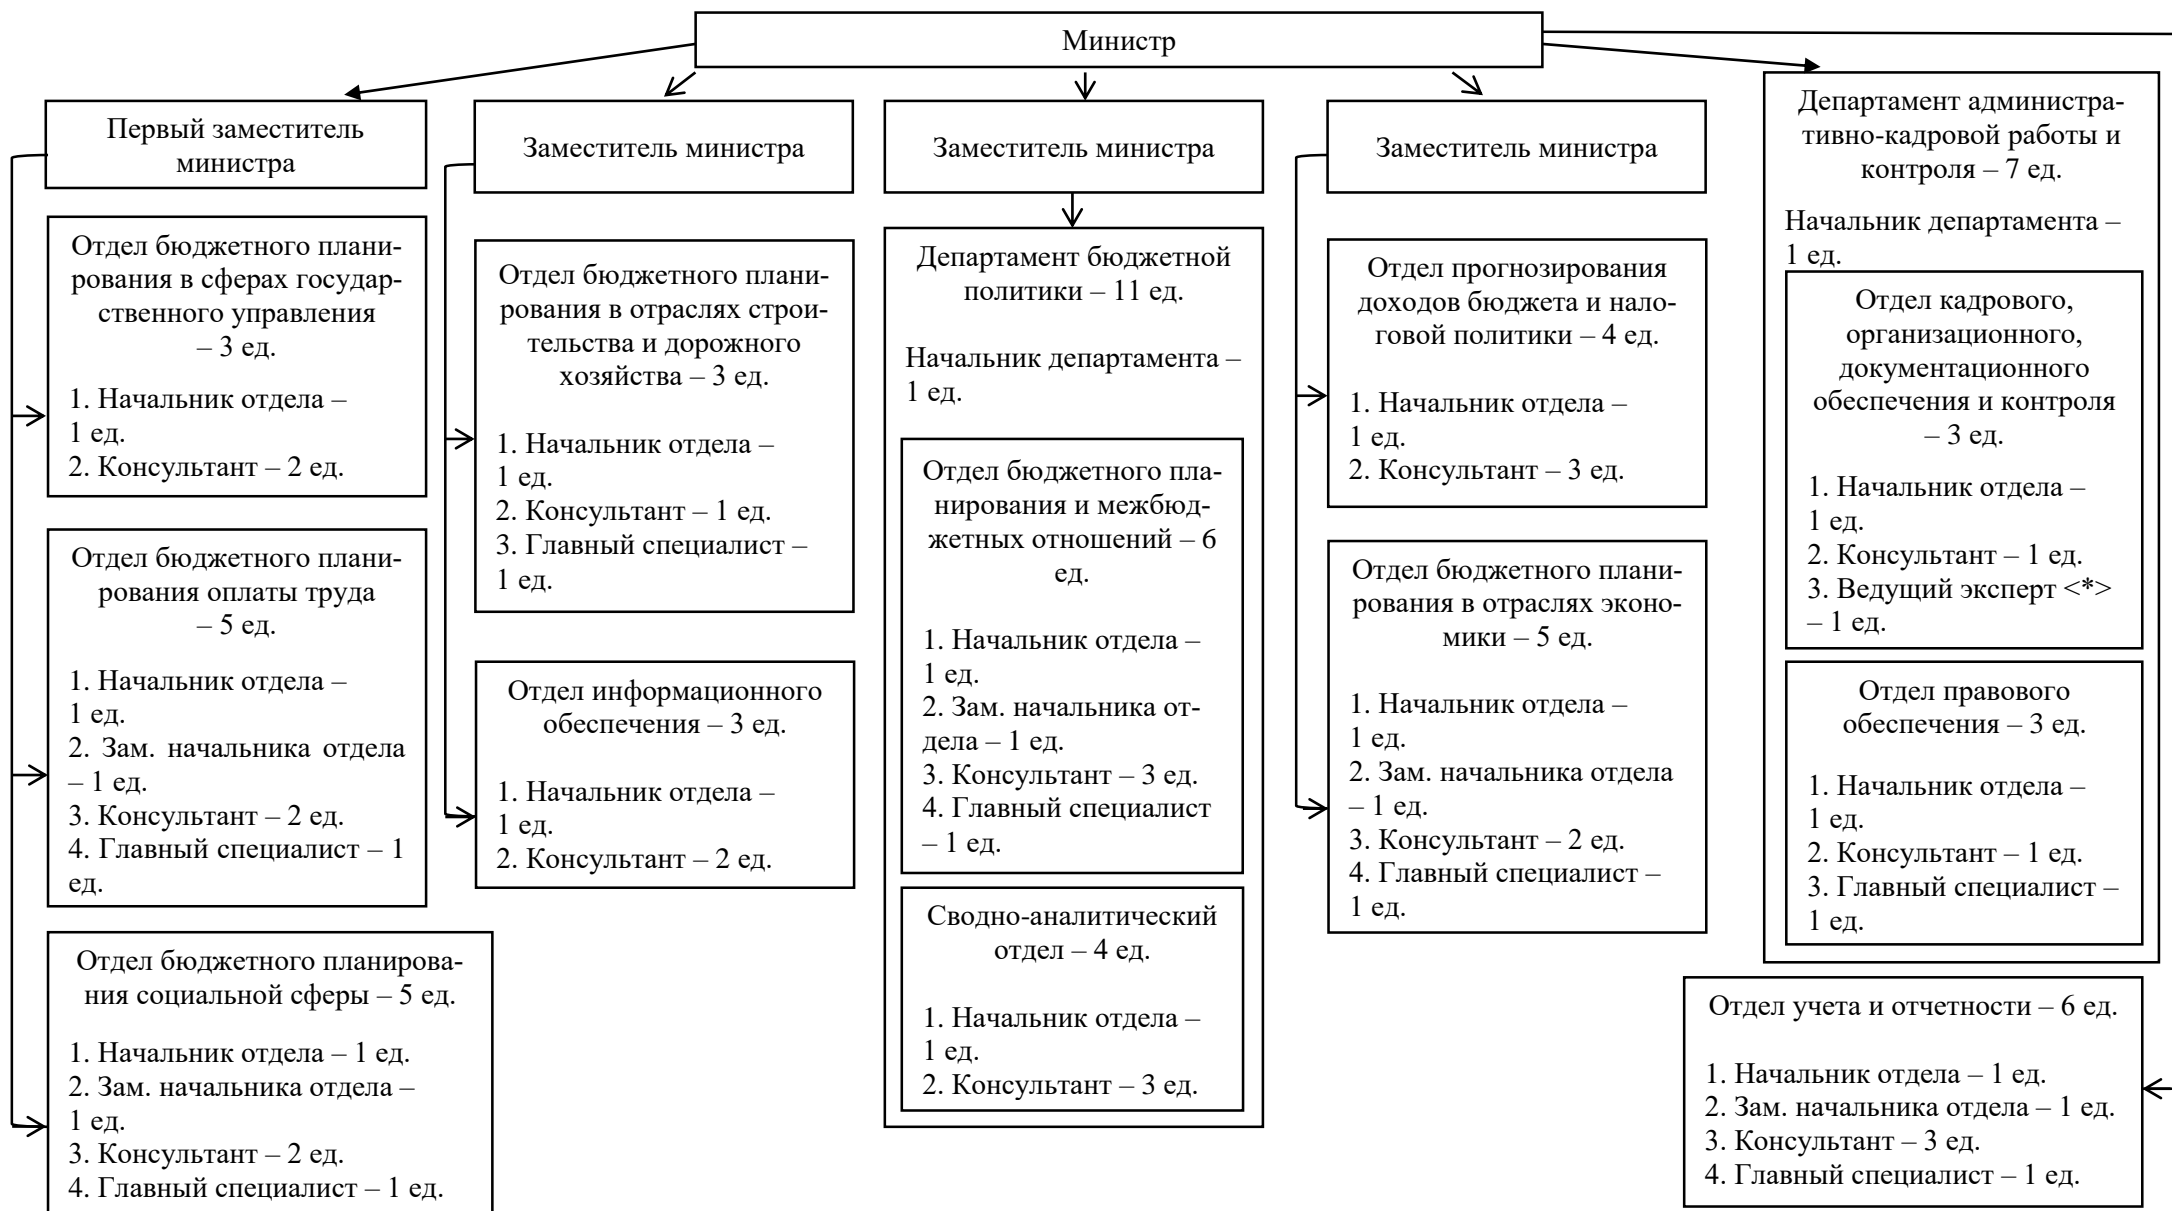 Министр
Первый заместитель
министра
Отдел бюджетного плани-
рования в сферах государ-
ственного управления
– 3 ед.
1. Начальник отдела –
1 ед.
2. Консультант – 2 ед.
Отдел бюджетного плани-
рования оплаты труда
– 5 ед.
1. Начальник отдела –
1 ед.
2. Зам. начальника отдела
– 1 ед.
3. Консультант – 2 ед.
4. Главный специалист – 1
ед.
Отдел бюджетного планирова-
ния социальной сферы – 5 ед.
1. Начальник отдела – 1 ед.
2. Зам. начальника отдела –
1 ед.
3. Консультант – 2 ед.
4. Главный специалист – 1 ед.
Заместитель министра
Отдел бюджетного плани-
рования в отраслях строи-
тельства и дорожного
хозяйства – 3 ед.
1. Начальник отдела –
1 ед.
2. Консультант – 1 ед.
3. Главный специалист –
1 ед.
Отдел информационного
обеспечения – 3 ед.
1. Начальник отдела –
1 ед.
2. Консультант – 2 ед.
Заместитель министра
Департамент бюджетной
политики – 11 ед.
Начальник департамента –
1 ед.
Отдел бюджетного пла-
нирования и межбюд-
жетных отношений – 6
ед.
1. Начальник отдела –
1 ед.
2. Зам. начальника от-
дела – 1 ед.
3. Консультант – 3 ед.
4. Главный специалист
– 1 ед.
Сводно-аналитический
отдел – 4 ед.
1. Начальник отдела –
1 ед.
2. Консультант – 3 ед.
Заместитель министра
Отдел прогнозирования
доходов бюджета и нало-
говой политики – 4 ед.
1. Начальник отдела –
1 ед.
2. Консультант – 3 ед.
Отдел бюджетного плани-
рования в отраслях эконо-
мики – 5 ед.
1. Начальник отдела –
1 ед.
2. Зам. начальника отдела
– 1 ед.
3. Консультант – 2 ед.
4. Главный специалист –
1 ед.
Департамент администра-
тивно-кадровой работы и
контроля – 7 ед.
Начальник департамента –
1 ед.
Отдел кадрового,
организационного,
документационного
обеспечения и контроля
– 3 ед.
1. Начальник отдела –
1 ед.
2. Консультант – 1 ед.
3. Ведущий эксперт <*>
– 1 ед.
Отдел правового
обеспечения – 3 ед.
1. Начальник отдела –
1 ед.
2. Консультант – 1 ед.
3. Главный специалист –
1 ед.
Отдел учета и отчетности – 6 ед.
1. Начальник отдела – 1 ед.
2. Зам. начальника отдела – 1 ед.
3. Консультант – 3 ед.
4. Главный специалист – 1 ед.